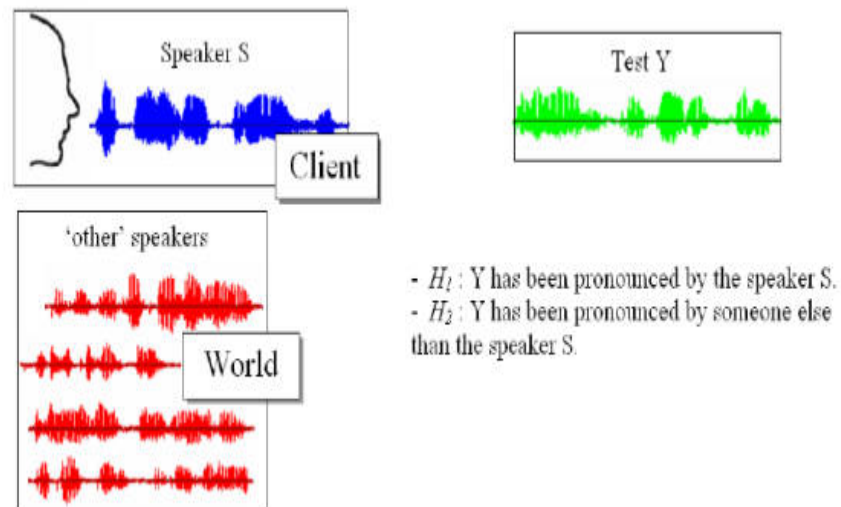 Speaker S
Client
Test Y
'other' speakers
World
- H₁ : Y has been pronounced by the speaker S.
- H₂ : Y has been pronounced by someone else
than the speaker S.